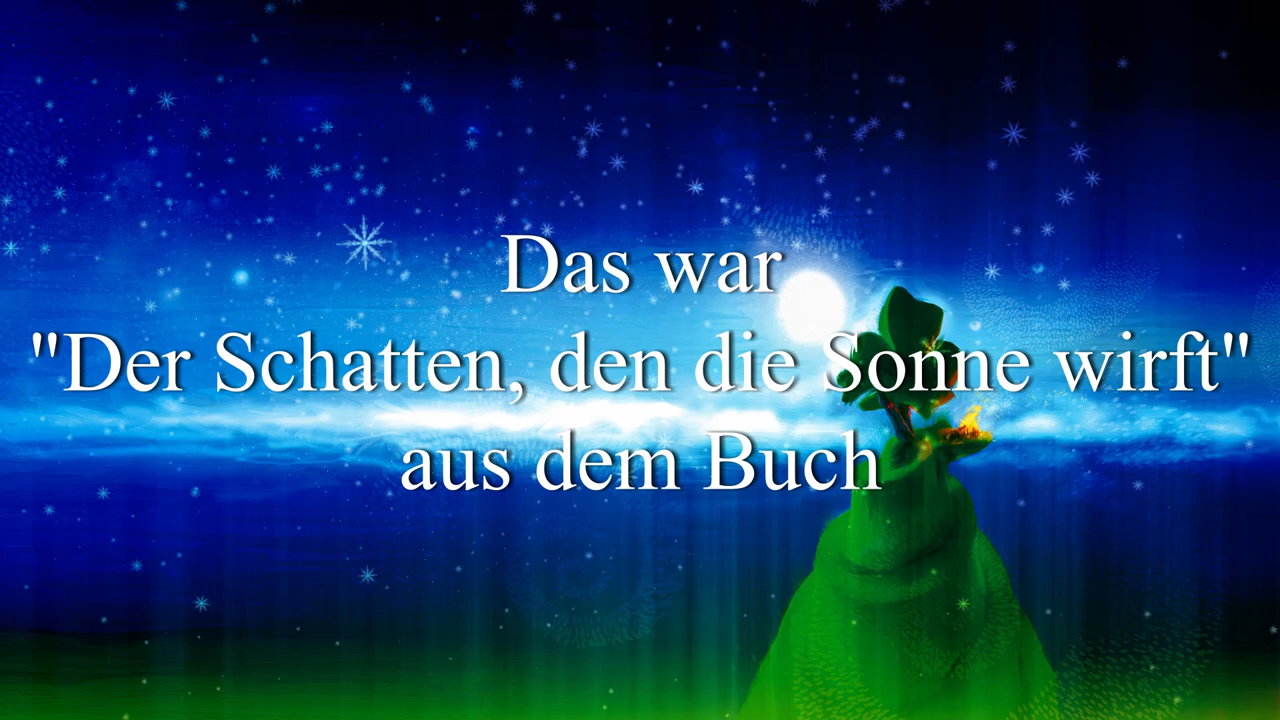 Das war
"Der Schatten, den die Sonne wirft"
aus dem Buch